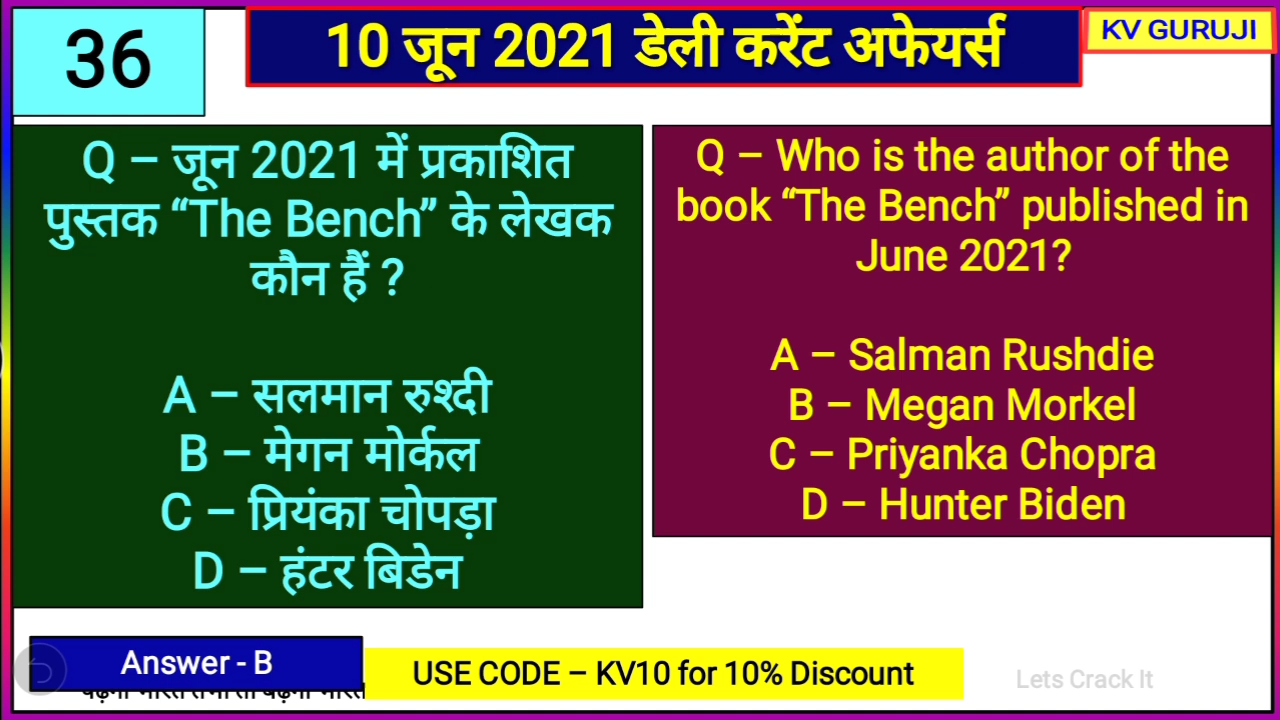 36
10 जून 2021 डेली करेंट अफेयर्स
KV GURUJI
Q – जून 2021 में प्रकाशित
पुस्तक “The Bench” के लेखक
कौन हैं ?
A – सलमान रुश्दी
B – मेगन मोर्कल
C – प्रियंका चोपड़ा
D – हंटर बिडेन
Q – Who is the author of the
book “The Bench” published in
June 2021?
A – Salman Rushdie
B – Megan Morkel
C – Priyanka Chopra
D – Hunter Biden
Answer - B
USE CODE – KV10 for 10% Discount
Lets Crack It